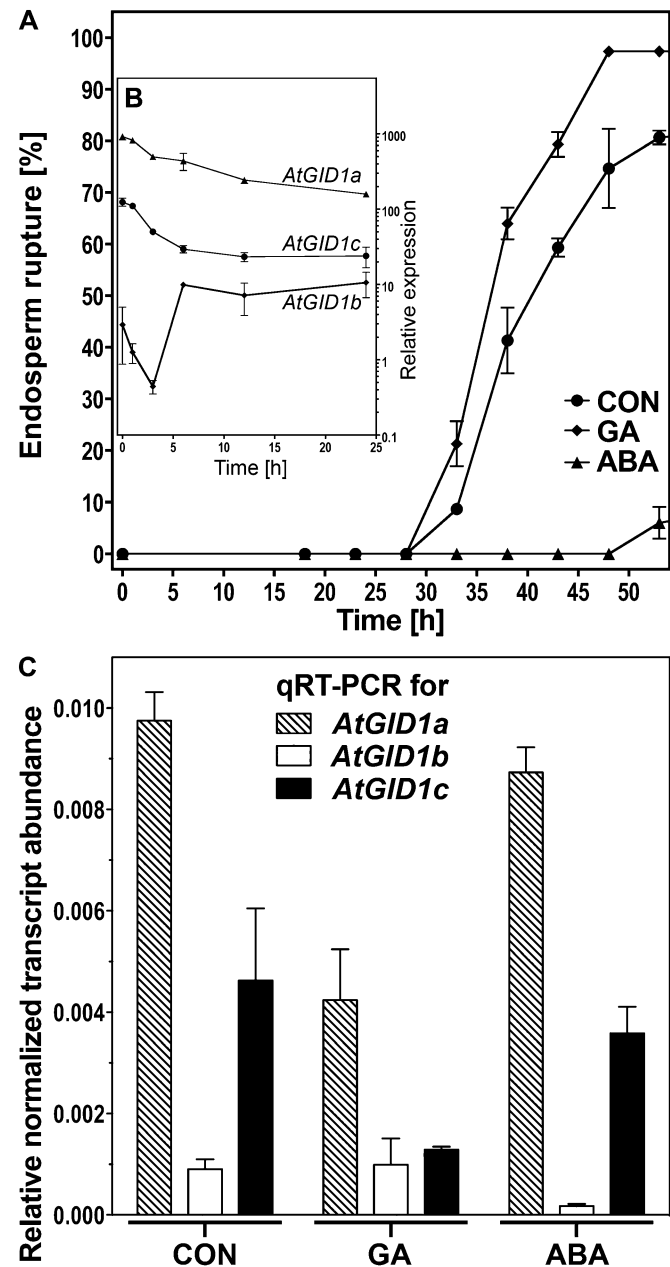 A
Endosperm rupture [%]
100
90
80
70
60
50
40
30
20
10
0
B
AtGID1a
AtGID1c
AtGID1b
1000
100
10
1
0.1
Relative expression
0 5 10 15 20 25
Time [h]
CON
GA
ABA
0 5 10 15 20 25 30 35 40 45 50
Time [h]
C
Relative normalized transcript abundance
0.010
0.008
0.006
0.004
0.002
0.000
qRT-PCR for
AtGID1a
AtGID1b
AtGID1c
CON GA ABA